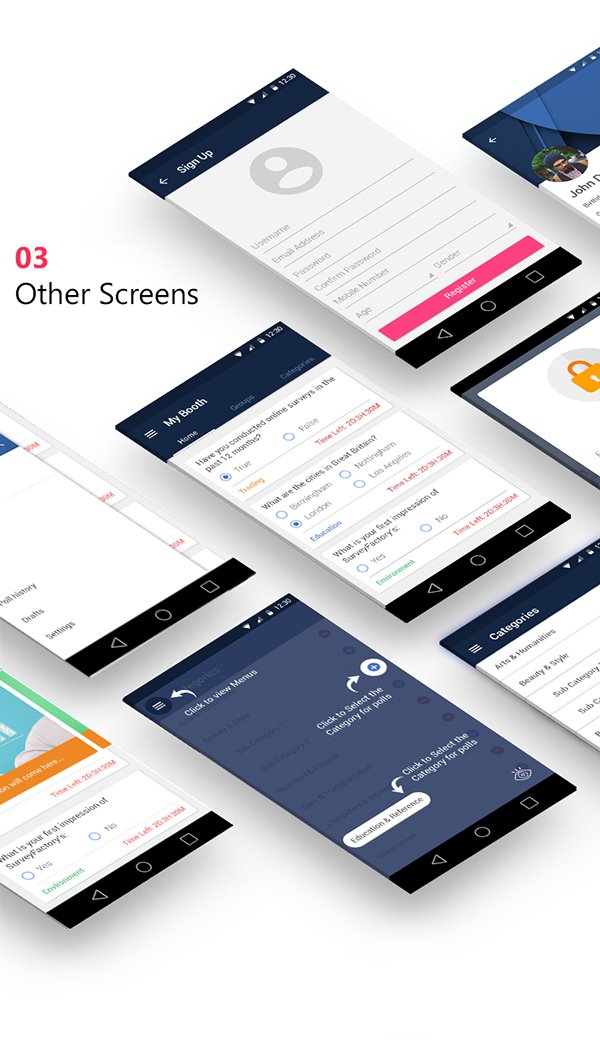 03
Other Screens
12:30
Sign Up
Username
Email Address
Password
Confirm Password
Mobile Number
Age
Gender
Register
John D
Birthd
12:30
My Booth
Home
Groups
Categories
Have you conducted online surveys in the
past 12 months?
True
False
Trading
Time Left: 2D:3H:30M
What are the cities in Great Britain?
Birmingham
Nottingham
London
Los Angeles
Education
Time Left: 2D:3H:30M
What is your first impression of
SurveyFactory's:
Yes
No
Environment
Time Left: 2D:3H:30M
Poll history
Drafts
Settings
Categories
Arts & Humanities
Beauty & Style
Sub Category
Sub Cate
12:30
Click to view Menus
Click to Select the
Category for polls
Click to Select the
Category for polls
Education & Reference
Beauty & Style
Sub Category 1
Sub Category 2
Business & Finance
Cars & Transportation
Environment
ion will come here...
Time Left: 2D:3H:30M
What is your first impression of
SurveyFactory's:
Yes
No
Environment
Time Left: 2D:3H:30M